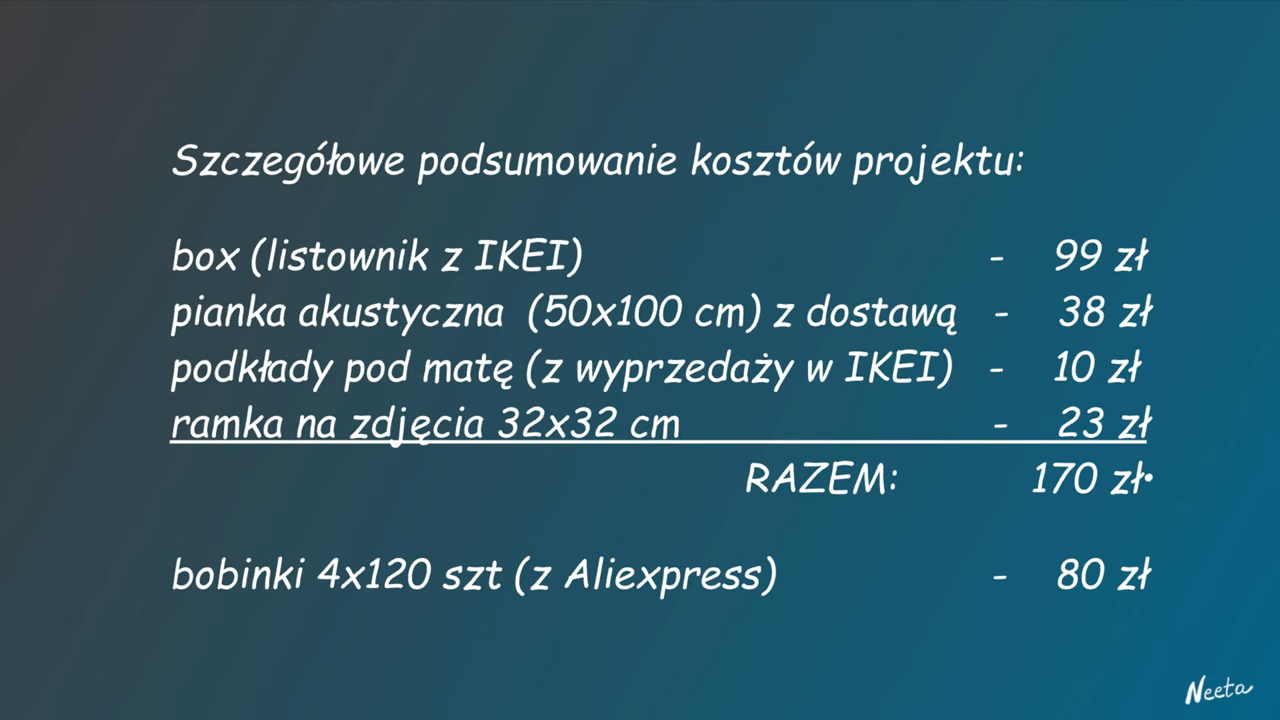 Szczegółowe podsumowanie kosztów projektu:
box (listownik z IKEI) - 99 zł
pianka akustyczna (50x100 cm) z dostawą - 38 zł
podkłady pod matę (z wyprzedaży w IKEI) - 10 zł
ramka na zdjęcia 32x32 cm - 23 zł
RAZEM: 170 zł•
bobinki 4x120 szt (z Aliexpress) - 80 zł
Neeta